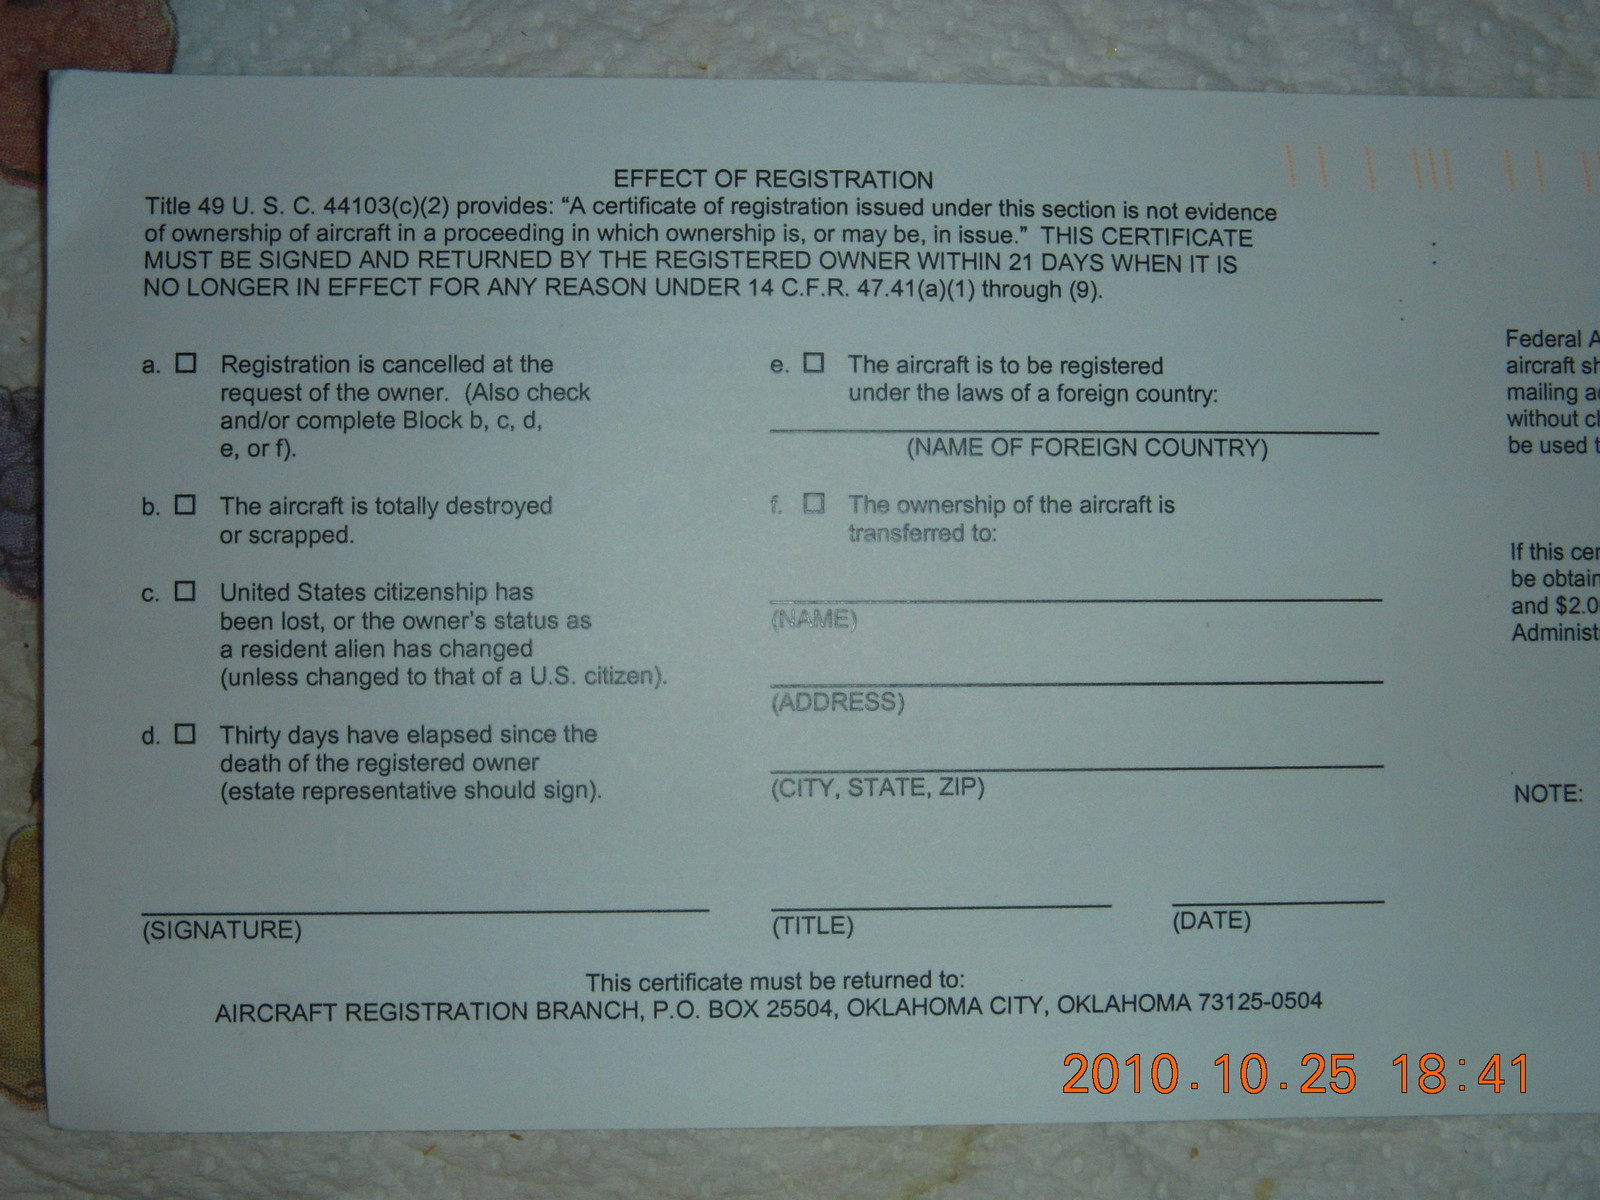 EFFECT OF REGISTRATION
Title 49 U. S. C. 44103(c)(2) provides: “A certificate of registration issued under this section is not evidence
of ownership of aircraft in a proceeding in which ownership is, or may be, in issue.” THIS CERTIFICATE
MUST BE SIGNED AND RETURNED BY THE REGISTERED OWNER WITHIN 21 DAYS WHEN IT IS
NO LONGER IN EFFECT FOR ANY REASON UNDER 14 C.F.R. 47.41(a)(1) through (9).
a. ☐ Registration is cancelled at the
request of the owner. (Also check
and/or complete Block b, c, d,
e, or f).
b. ☐ The aircraft is totally destroyed
or scrapped.
c. ☐ United States citizenship has
been lost, or the owner's status as
a resident alien has changed
(unless changed to that of a U.S. citizen).
d. ☐ Thirty days have elapsed since the
death of the registered owner
(estate representative should sign).
e. ☐ The aircraft is to be registered
under the laws of a foreign country:
(NAME OF FOREIGN COUNTRY)
f. ☐ The ownership of the aircraft is
transferred to:
(NAME)
(ADDRESS)
(CITY, STATE, ZIP)
(SIGNATURE) (TITLE) (DATE)
This certificate must be returned to:
AIRCRAFT REGISTRATION BRANCH, P.O. BOX 25504, OKLAHOMA CITY, OKLAHOMA 73125-0504
Federal
aircraft
mailing
without
be used
If this
be
and
NOTE:
2010.10.25 18:41